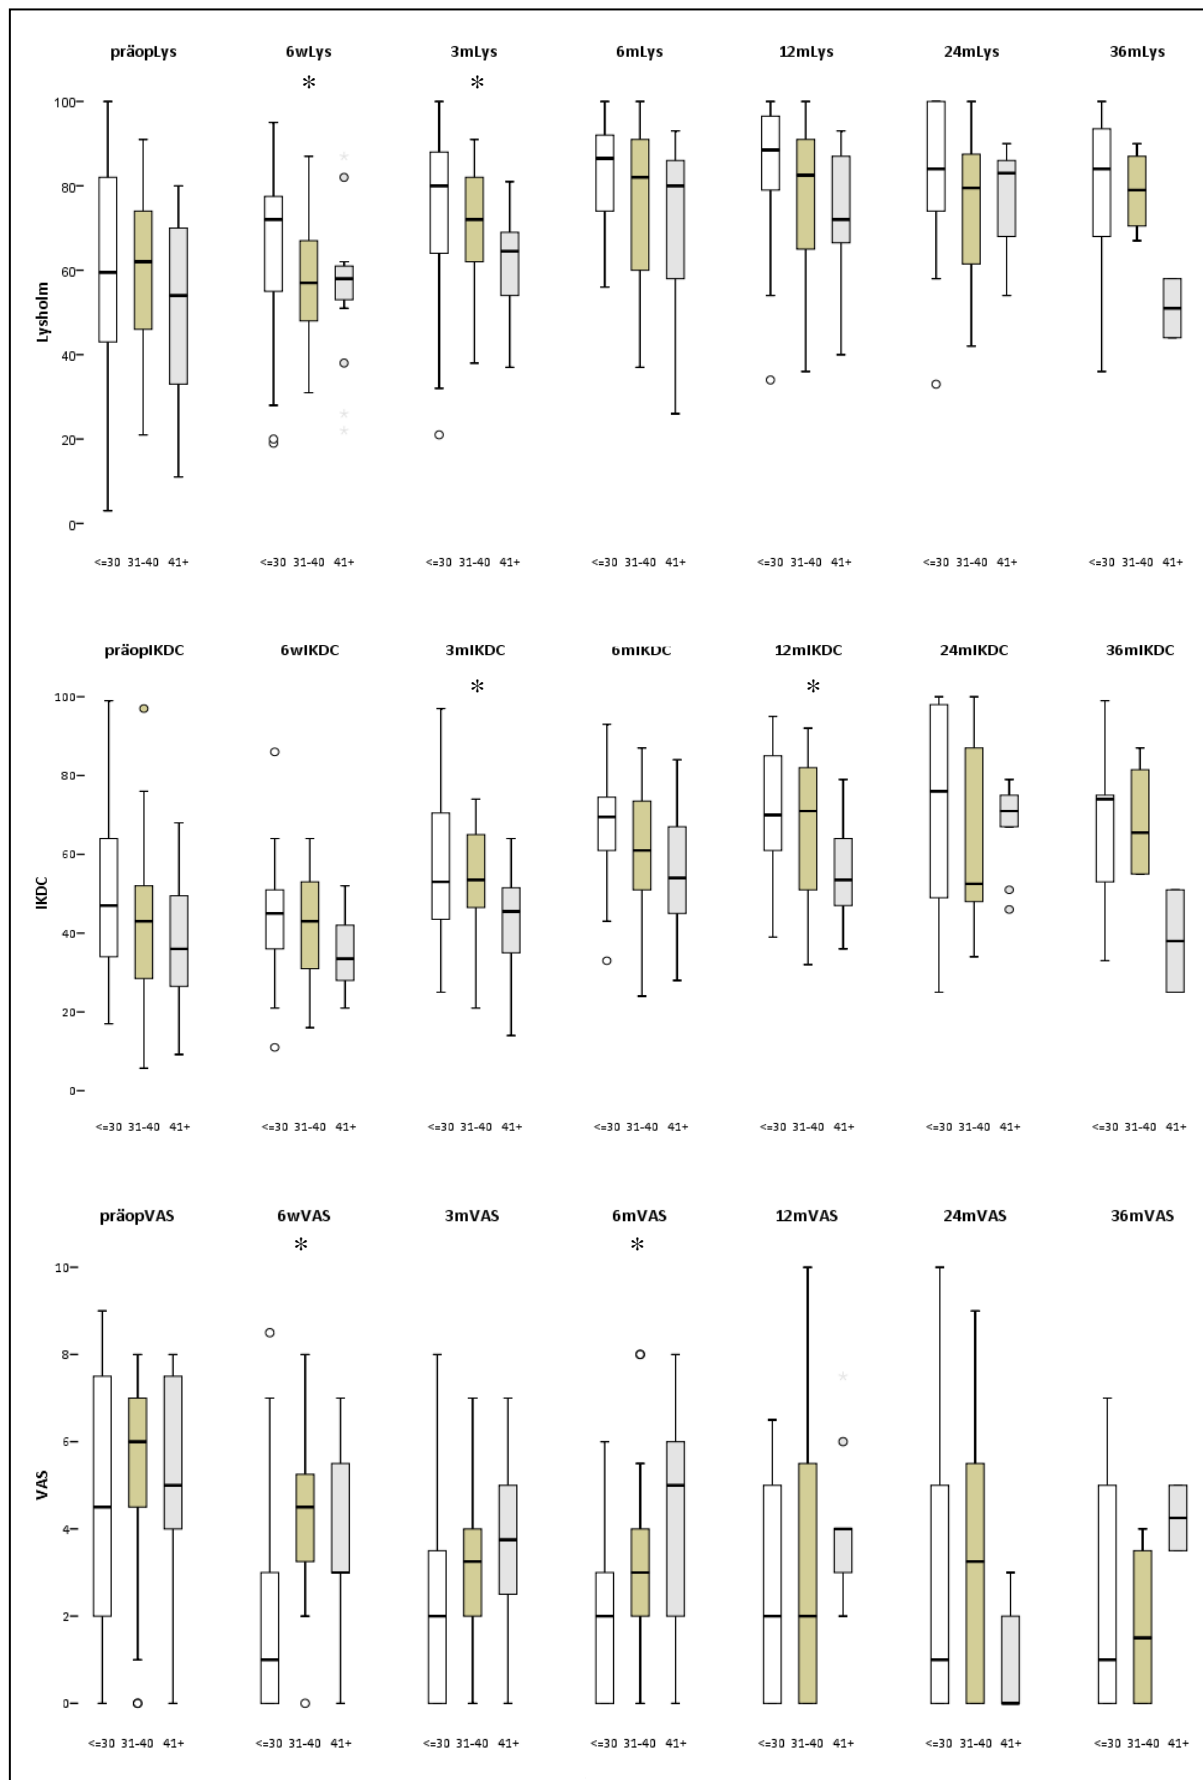 präopLys 6wLys 3mLys 6mLys 12mLys 24mLys 36mLys
* *
100
80
60
40
20
0
Lysholm
<=30 31-40 41+ <=30 31-40 41+ <=30 31-40 41+ <=30 31-40 41+ <=30 31-40 41+ <=30 31-40 41+ <=30 31-40 41+
präopIKDC 6wIKDC 3mIKDC 6mIKDC 12mIKDC 24mIKDC 36mIKDC
* *
100
80
60
40
20
0
IKDC
<=30 31-40 41+ <=30 31-40 41+ <=30 31-40 41+ <=30 31-40 41+ <=30 31-40 41+ <=30 31-40 41+ <=30 31-40 41+
präopVAS 6wVAS 3mVAS 6mVAS 12mVAS 24mVAS 36mVAS
* *
10
8
6
4
2
0
VAS
<=30 31-40 41+ <=30 31-40 41+ <=30 31-40 41+ <=30 31-40 41+ <=30 31-40 41+ <=30 31-40 41+ <=30 31-40 41+